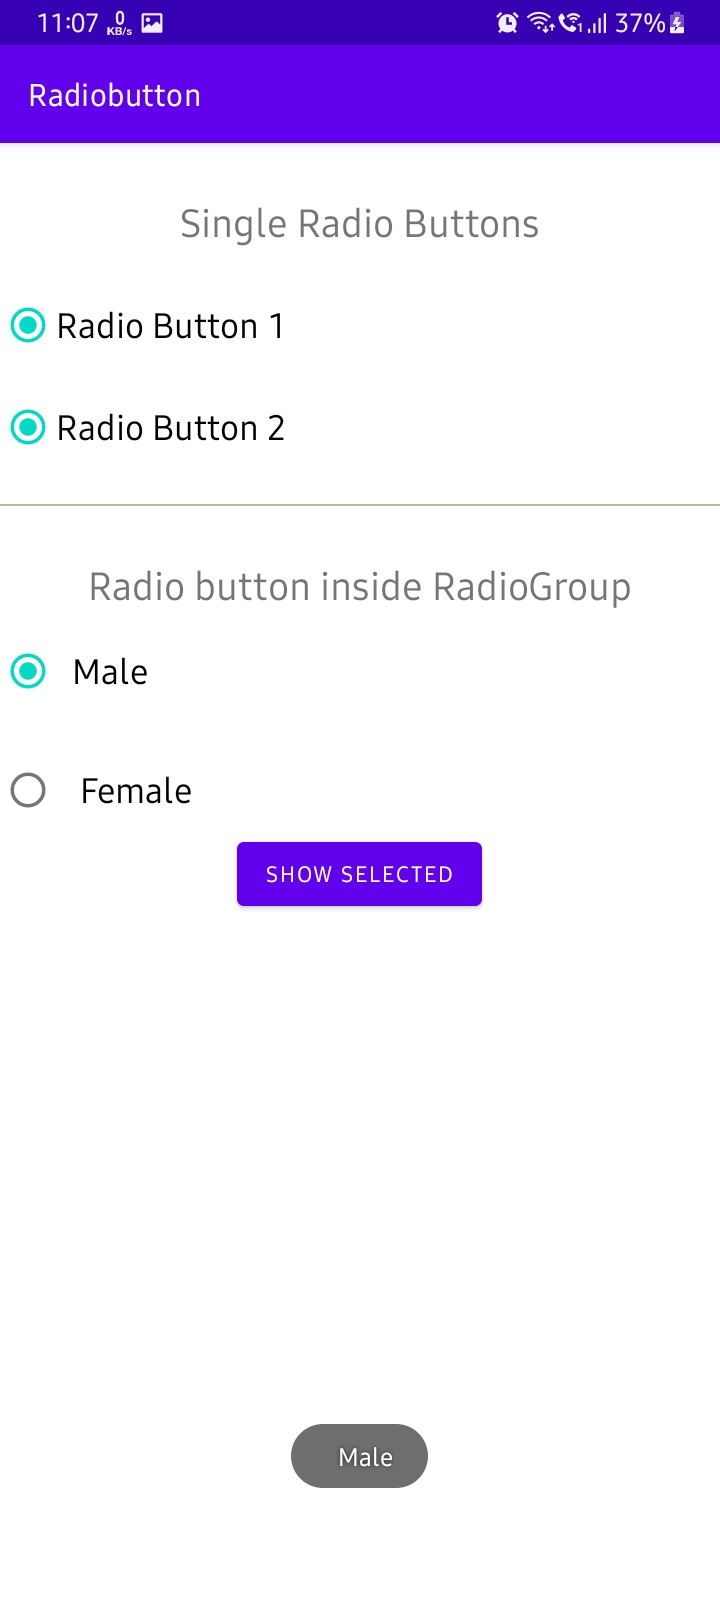 11:07 0 KB/s 1 37%
Radiobutton
Single Radio Buttons
Radio Button 1
Radio Button 2
Radio button inside RadioGroup
Male
Female
SHOW SELECTED
Male